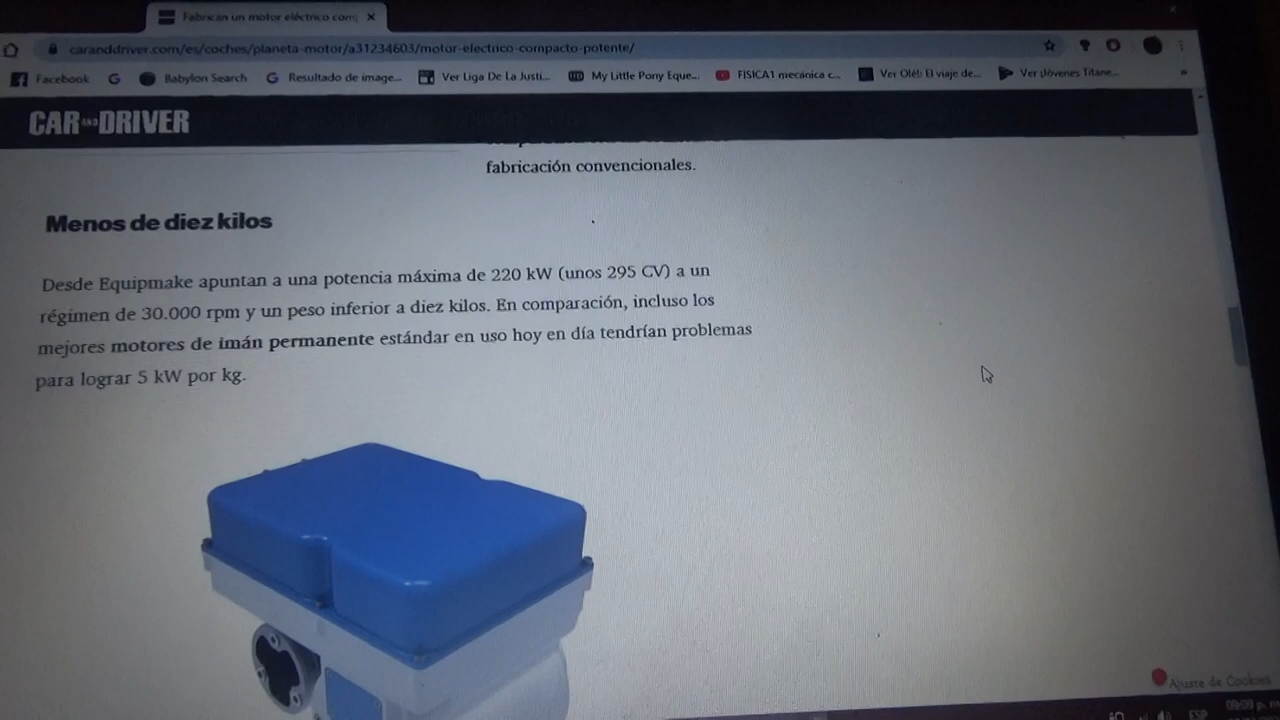 Fabrican un motor eléctrico com
caranddriver.com/es/coches/planeta-motor/a31234603/motor-electrico-compacto-potente/
Facebook
Babylon Search
Resultado de image...
Ver Liga De La Justi...
My Little Pony Eque...
FÍSICA1 mecánica c...
Ver Olé!: El viaje de...
Ver Jóvenes Titane...
CAR AND DRIVER
fabricación convencionales.
Menos de diez kilos
Desde Equipmake apuntan a una potencia máxima de 220 kW (unos 295 CV) a un
régimen de 30.000 rpm y un peso inferior a diez kilos. En comparación, incluso los
mejores motores de imán permanente estándar en uso hoy en día tendrían problemas
para lograr 5 kW por kg.
Ajuste de Cookies
ESP
09:09 p.